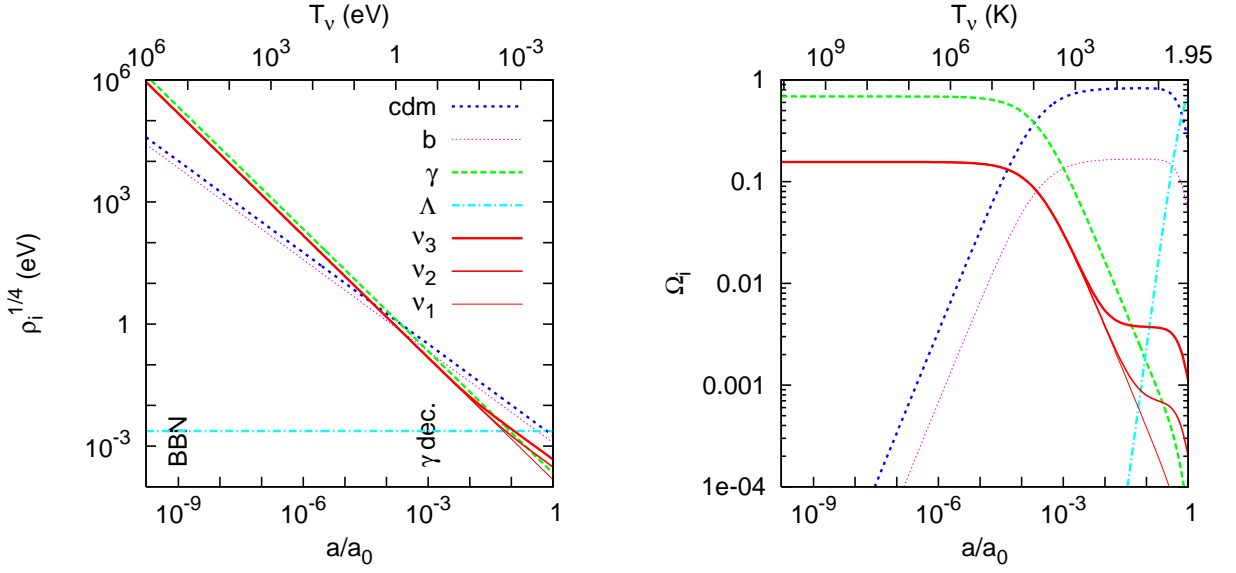 T_ν (eV)
10^6 10^3 1 10^-3
10^6
10^3
1
10^-3
ρ_i^1/4 (eV)
cdm
b
γ
Λ
ν_3
ν_2
ν_1
BBN
γ dec.
10^-9 10^-6 10^-3 1
a/a_0
T_ν (K)
10^9 10^6 10^3 1.95
1
0.1
0.01
0.001
1e-04
Ω_i
10^-9 10^-6 10^-3 1
a/a_0